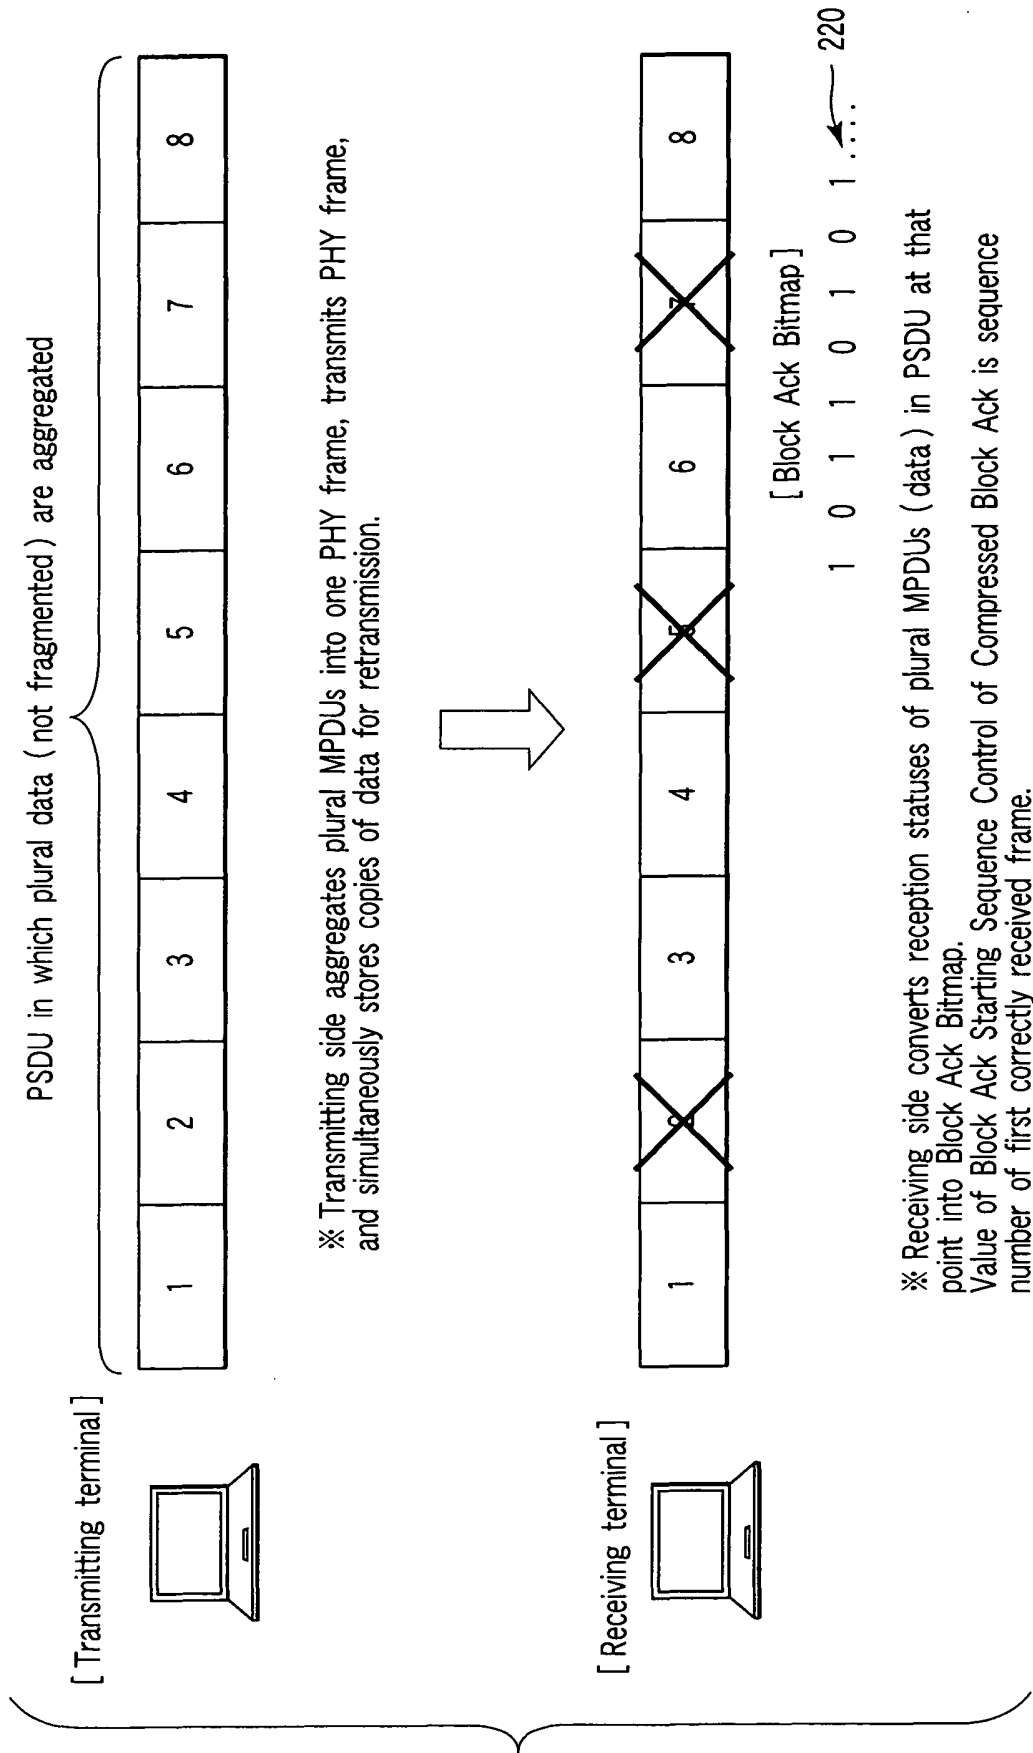 PSDU in which plural data (not fragmented) are aggregated
[Transmitting terminal]
1 2 3 4 5 6 7 8
※ Transmitting side aggregates plural MPDUs into one PHY frame, transmits PHY frame,
and simultaneously stores copies of data for retransmission.
[Receiving terminal]
1 2 3 4 5 6 7 8
[Block Ack Bitmap]
1 0 1 1 0 1 0 1 ....
220
※ Receiving side converts reception statuses of plural MPDUs (data) in PSDU at that
point into Block Ack Bitmap.
Value of Block Ack Starting Sequence Control of Compressed Block Ack is sequence
number of first correctly received frame.